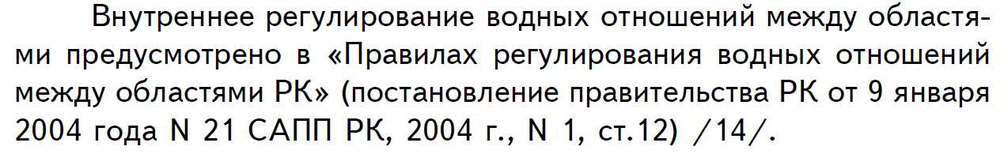 Внутреннее регулирование водных отношений между областя-
ми предусмотрено в «Правилах регулирования водных отношений
между областями РК» (постановление правительства РК от 9 января
2004 года N 21 САПП РК, 2004 г., N 1, ст.12) /14/.